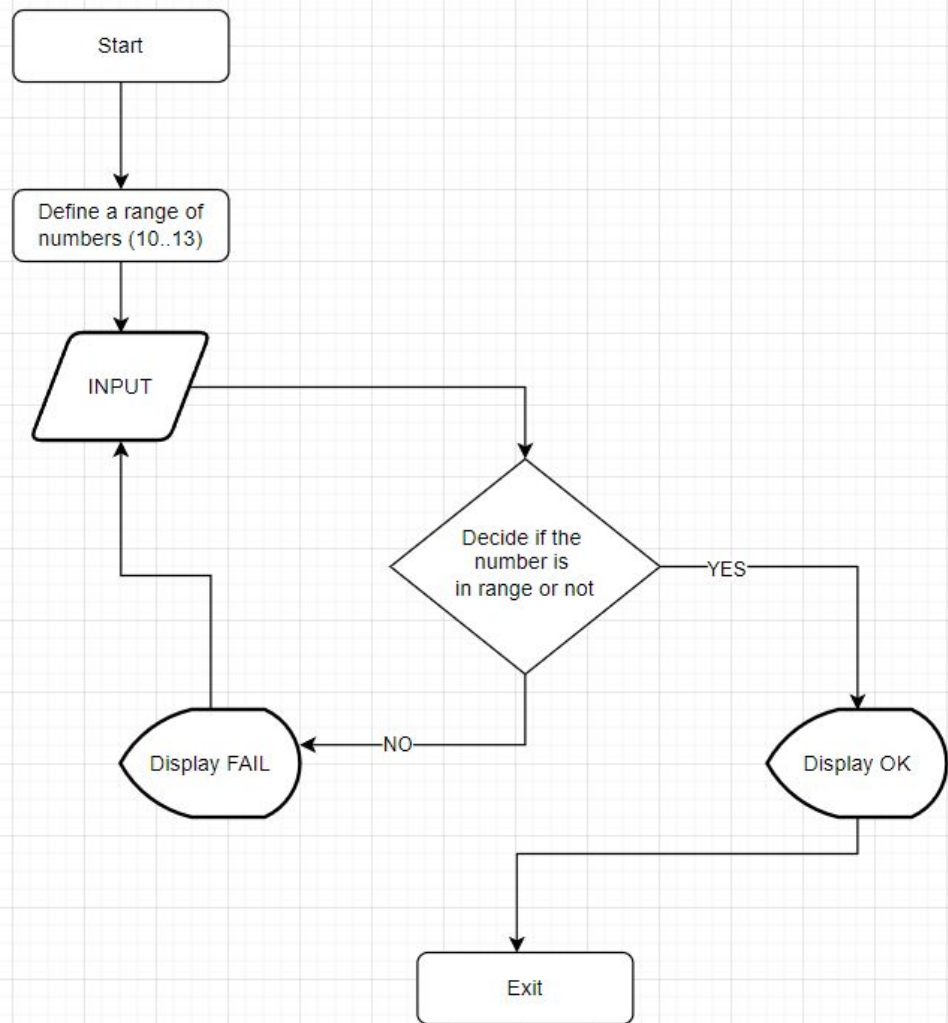 Start
Define a range of
numbers (10..13)
INPUT
Decide if the
number is
in range or not
YES
NO
Display FAIL
Display OK
Exit